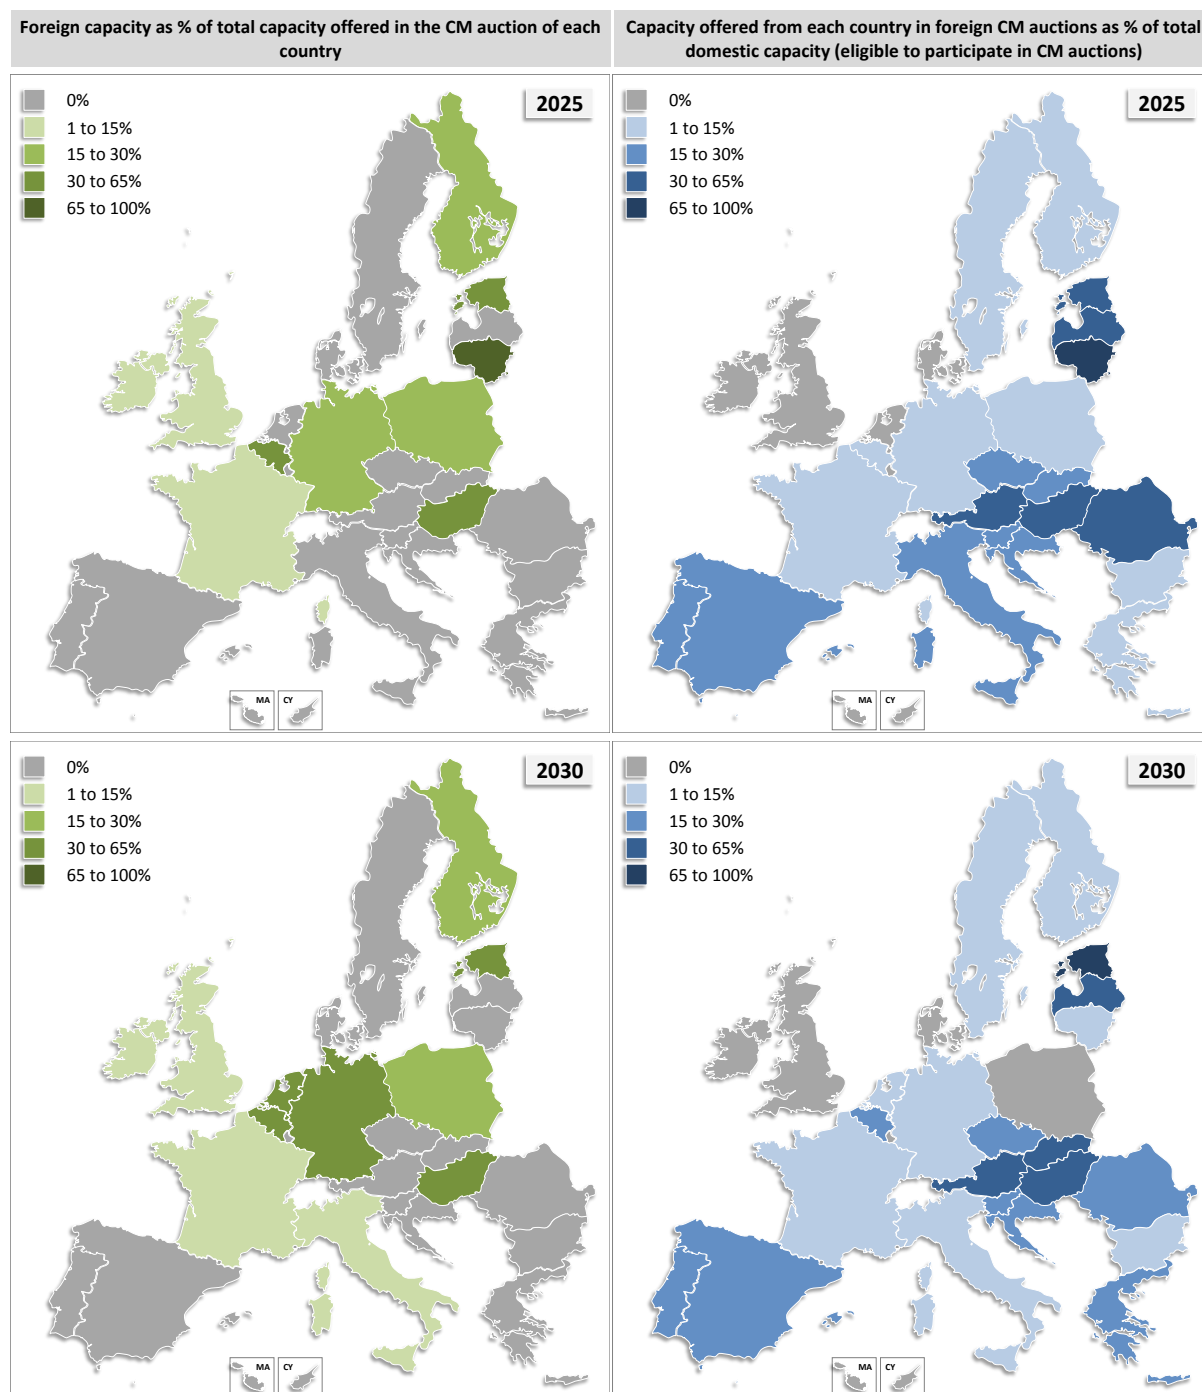 Foreign capacity as % of total capacity offered in the CM auction of each
country
Capacity offered from each country in foreign CM auctions as % of total
domestic capacity (eligible to participate in CM auctions)
2025
0%
1 to 15%
15 to 30%
30 to 65%
65 to 100%
MA
CY
2025
0%
1 to 15%
15 to 30%
30 to 65%
65 to 100%
MA
CY
2030
0%
1 to 15%
15 to 30%
30 to 65%
65 to 100%
MA
CY
2030
0%
1 to 15%
15 to 30%
30 to 65%
65 to 100%
MA
CY